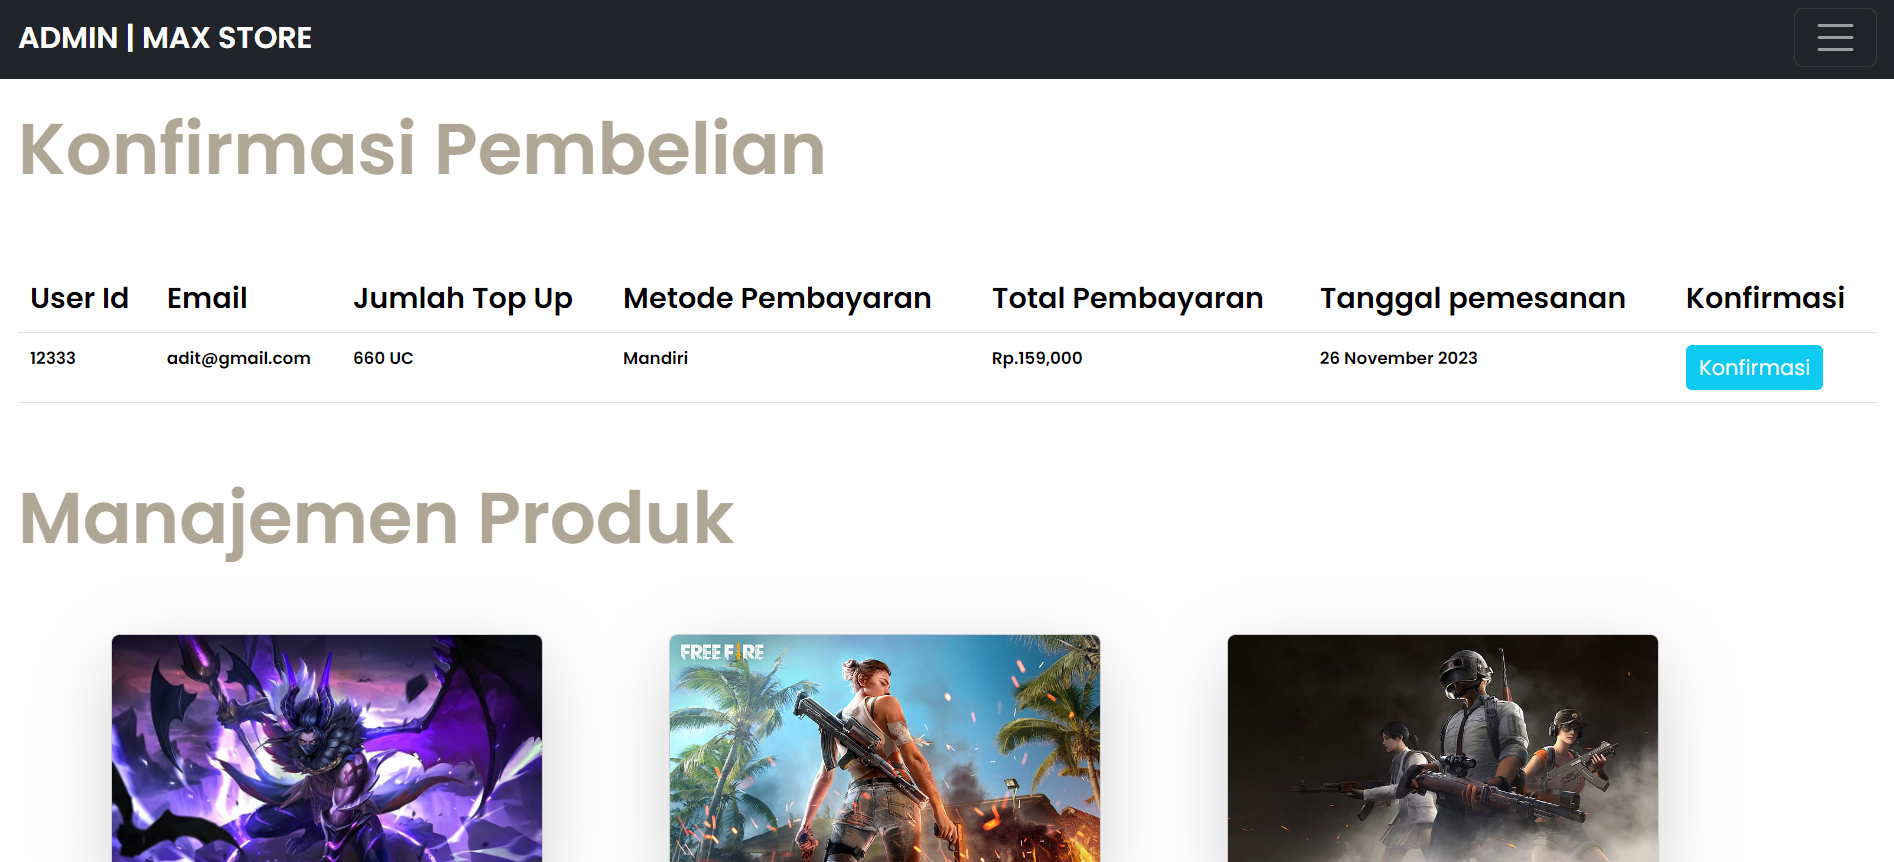 ADMIN | MAX STORE
Konfirmasi Pembelian
User Id Email Jumlah Top Up Metode Pembayaran Total Pembayaran Tanggal pemesanan Konfirmasi
12333 adit@gmail.com 660 UC Mandiri Rp.159,000 26 November 2023 Konfirmasi
Manajemen Produk
FREE FIRE